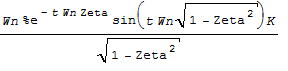 Wn %e^(- t Wn Zeta) sin(t Wn √(1 - Zeta^2)) K
√(1 - Zeta^2)